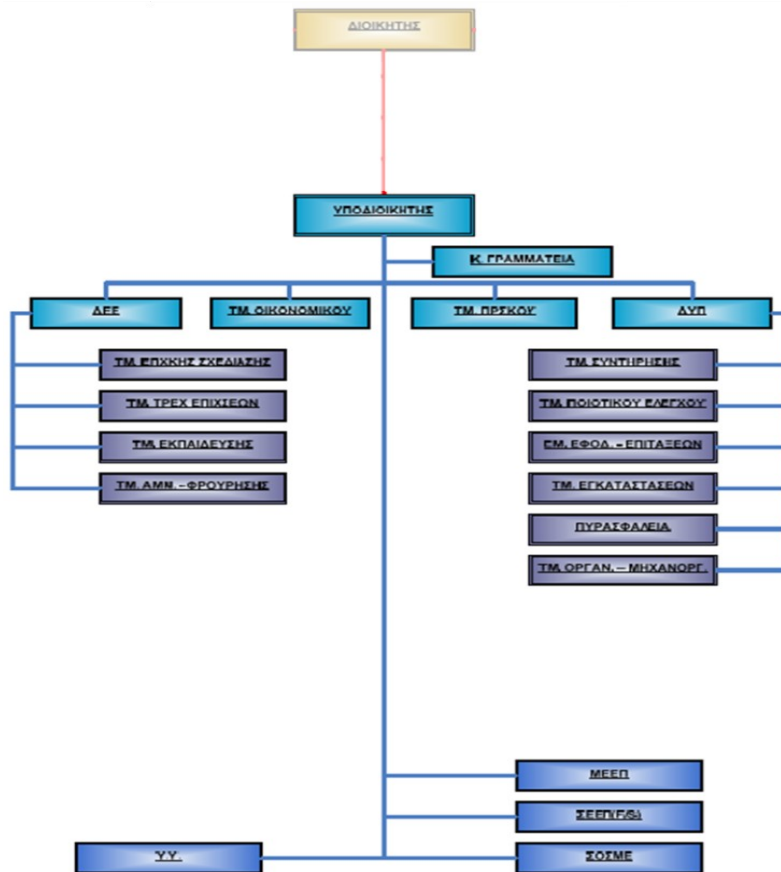 ΔΙΟΙΚΗΤΗΣ
ΥΠΟΔΙΟΙΚΗΤΗΣ
Κ. ΓΡΑΜΜΑΤΕΙΑ
ΔΕΕ
ΤΜ. ΟΙΚΟΝΟΜΙΚΟΥ
ΤΜ. ΠΡΣΚΟΥ
ΔΥΠ
ΤΜ. ΕΠΧΚΗΣ ΣΧΕΔΙΑΣΗΣ
ΤΜ. ΣΥΝΤΗΡΗΣΗΣ
ΤΜ. ΤΡΕΧ ΕΠΙΧΣΕΩΝ
ΤΜ. ΠΟΙΟΤΙΚΟΥ ΕΛΕΓΧΟΥ
ΤΜ. ΕΚΠΑΙΔΕΥΣΗΣ
ΕΜ. ΕΦΟΔ. – ΕΠΙΤΑΞΕΩΝ
ΤΜ. ΑΜΝ. – ΦΡΟΥΡΗΣΗΣ
ΤΜ. ΕΓΚΑΤΑΣΤΑΣΕΩΝ
ΠΥΡΑΣΦΑΛΕΙΑ
ΤΜ. ΟΡΓΑΝ. – ΜΗΧΑΝΟΡΓ.
ΜΕΕΠ
ΣΕΕΠ(F/S)
Υ.Υ.
ΣΟΣΜΕ